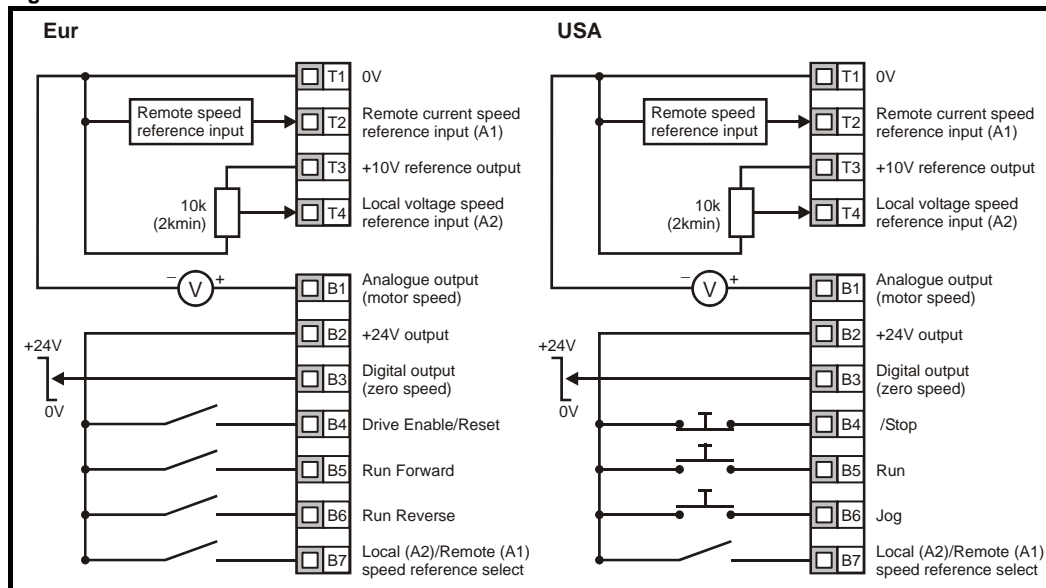 Eur
T1 0V
Remote speed
reference input
T2 Remote current speed
reference input (A1)
T3 +10V reference output
10k
(2kmin)
T4 Local voltage speed
reference input (A2)
− V +
B1 Analogue output
(motor speed)
B2 +24V output
+24V
0V
B3 Digital output
(zero speed)
B4 Drive Enable/Reset
B5 Run Forward
B6 Run Reverse
B7 Local (A2)/Remote (A1)
speed reference select
USA
T1 0V
Remote speed
reference input
T2 Remote current speed
reference input (A1)
T3 +10V reference output
10k
(2kmin)
T4 Local voltage speed
reference input (A2)
− V +
B1 Analogue output
(motor speed)
B2 +24V output
+24V
0V
B3 Digital output
(zero speed)
B4 /Stop
B5 Run
B6 Jog
B7 Local (A2)/Remote (A1)
speed reference select